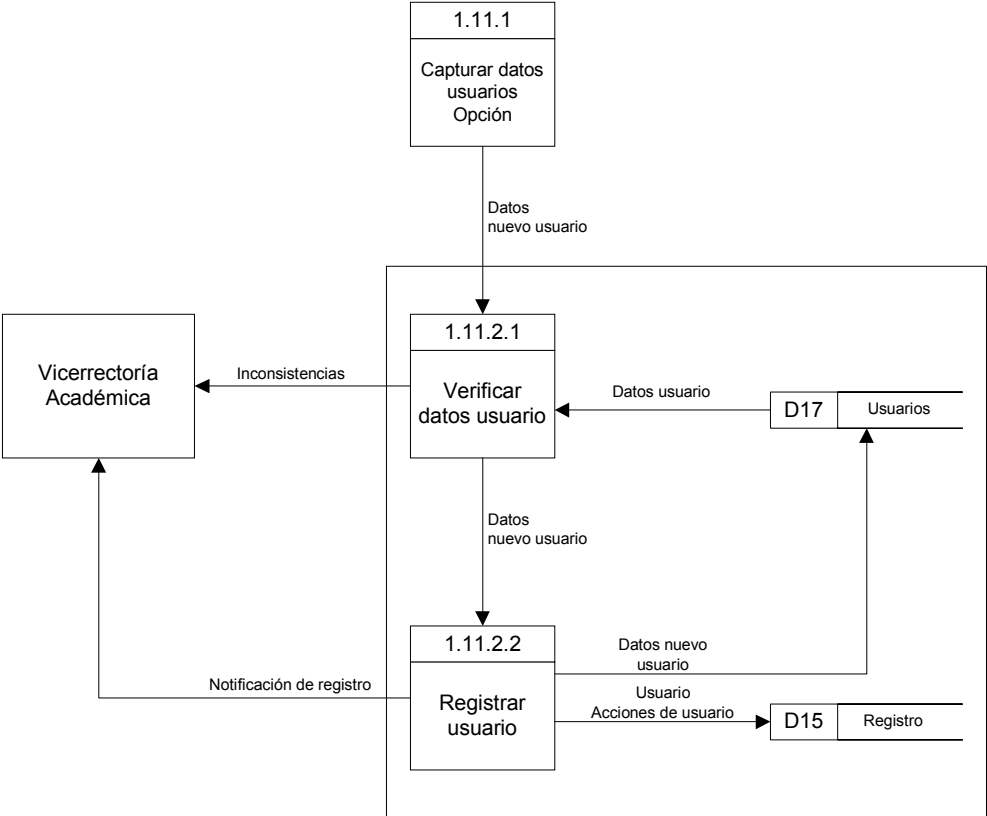 1.11.1
Capturar datos
usuarios
Opción
Datos
nuevo usuario
1.11.2.1
Verificar
datos usuario
Vicerrectoría
Académica
Inconsistencias
Datos usuario
D17
Usuarios
Datos
nuevo usuario
1.11.2.2
Registrar
usuario
Notificación de registro
Datos nuevo
usuario
Usuario
Acciones de usuario
D15
Registro